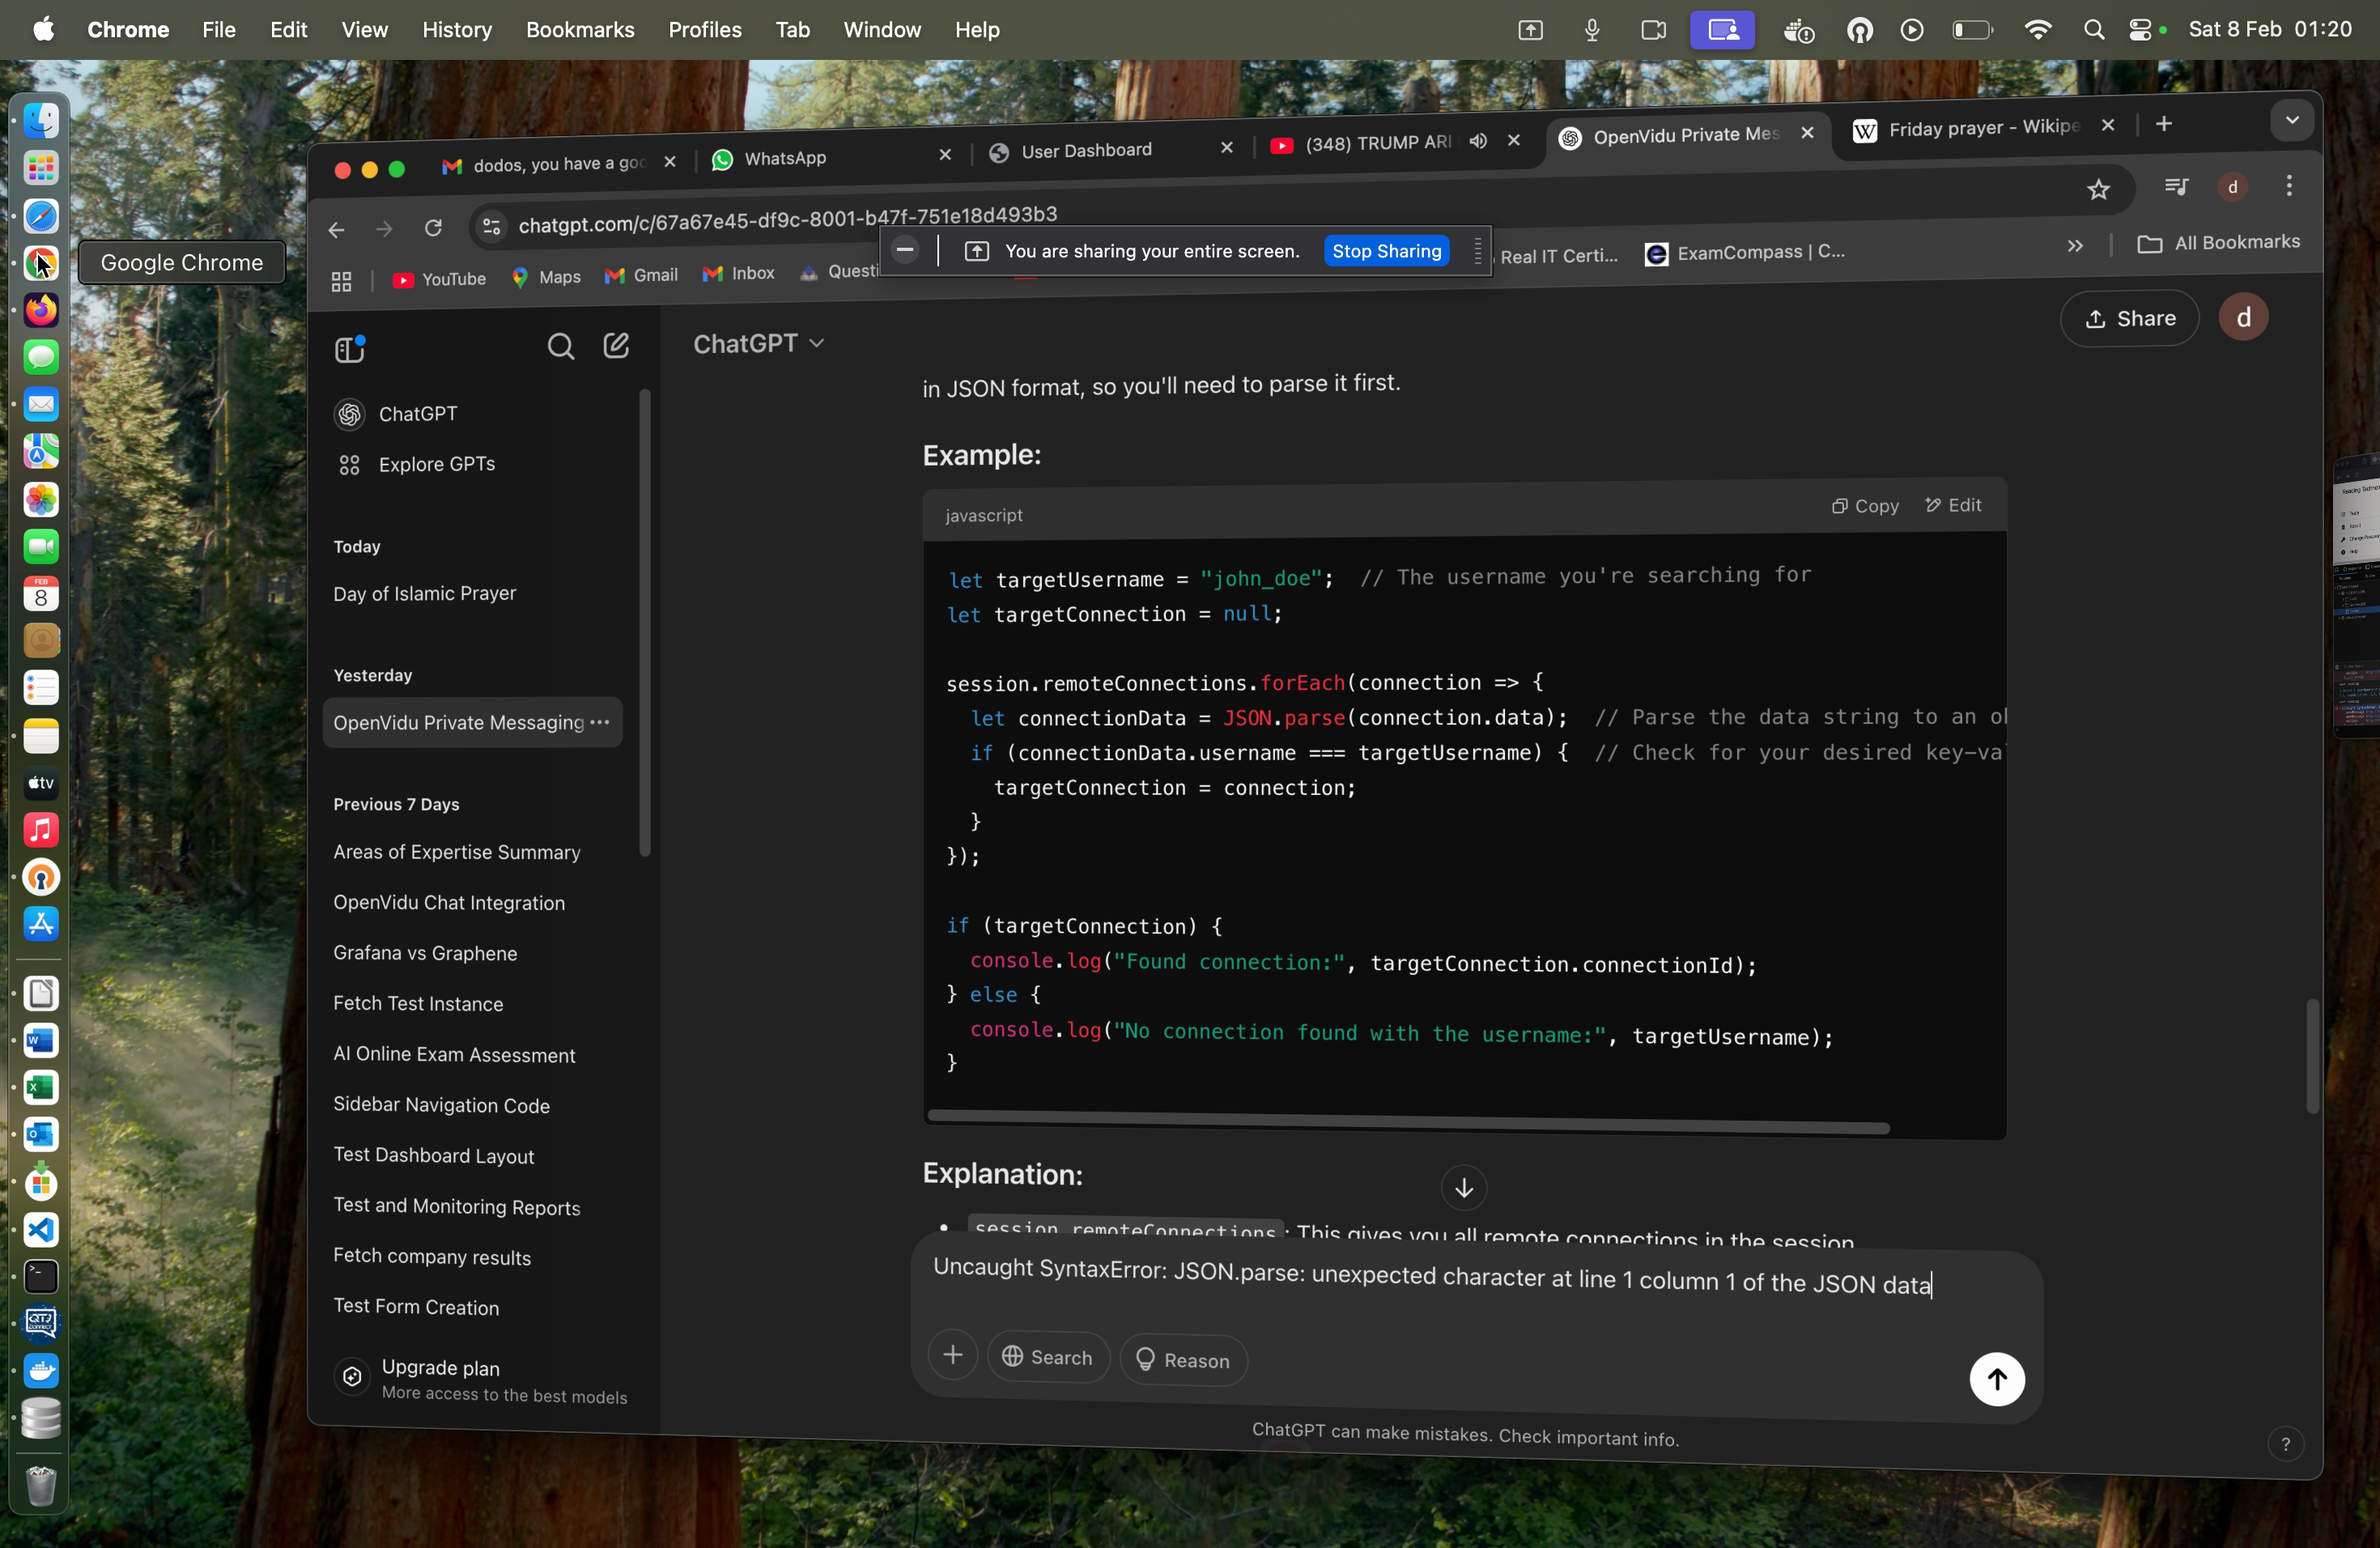 Chrome File Edit View History Bookmarks Profiles Tab Window Help Sat 8 Feb 01:20
dodos, you have a goo
WhatsApp
User Dashboard
(348) TRUMP ARI
OpenVidu Private Mes
Friday prayer - Wikipe
chatgpt.com/c/67a67e45-df9c-8001-b47f-751e18d493b3
d
You are sharing your entire screen. Stop Sharing
Google Chrome
YouTube Maps Gmail Inbox Questi Real IT Certi... ExamCompass | C... All Bookmarks
ChatGPT
Share
d
ChatGPT
Explore GPTs
Today
Day of Islamic Prayer
Yesterday
OpenVidu Private Messaging
Previous 7 Days
Areas of Expertise Summary
OpenVidu Chat Integration
Grafana vs Graphene
Fetch Test Instance
AI Online Exam Assessment
Sidebar Navigation Code
Test Dashboard Layout
Test and Monitoring Reports
Fetch company results
Test Form Creation
Upgrade plan
More access to the best models
in JSON format, so you'll need to parse it first.
Example:
javascript
Copy Edit
let targetUsername = "john_doe"; // The username you're searching for
let targetConnection = null;
session.remoteConnections.forEach(connection => {
let connectionData = JSON.parse(connection.data); // Parse the data string to an ob
if (connectionData.username === targetUsername) { // Check for your desired key-val
targetConnection = connection;
}
});
if (targetConnection) {
console.log("Found connection:", targetConnection.connectionId);
} else {
console.log("No connection found with the username:", targetUsername);
}
Explanation:
session.remoteConnections: This gives you all remote connections in the session
Uncaught SyntaxError: JSON.parse: unexpected character at line 1 column 1 of the JSON data
Search Reason
ChatGPT can make mistakes. Check important info.
?
FEB
8
tv